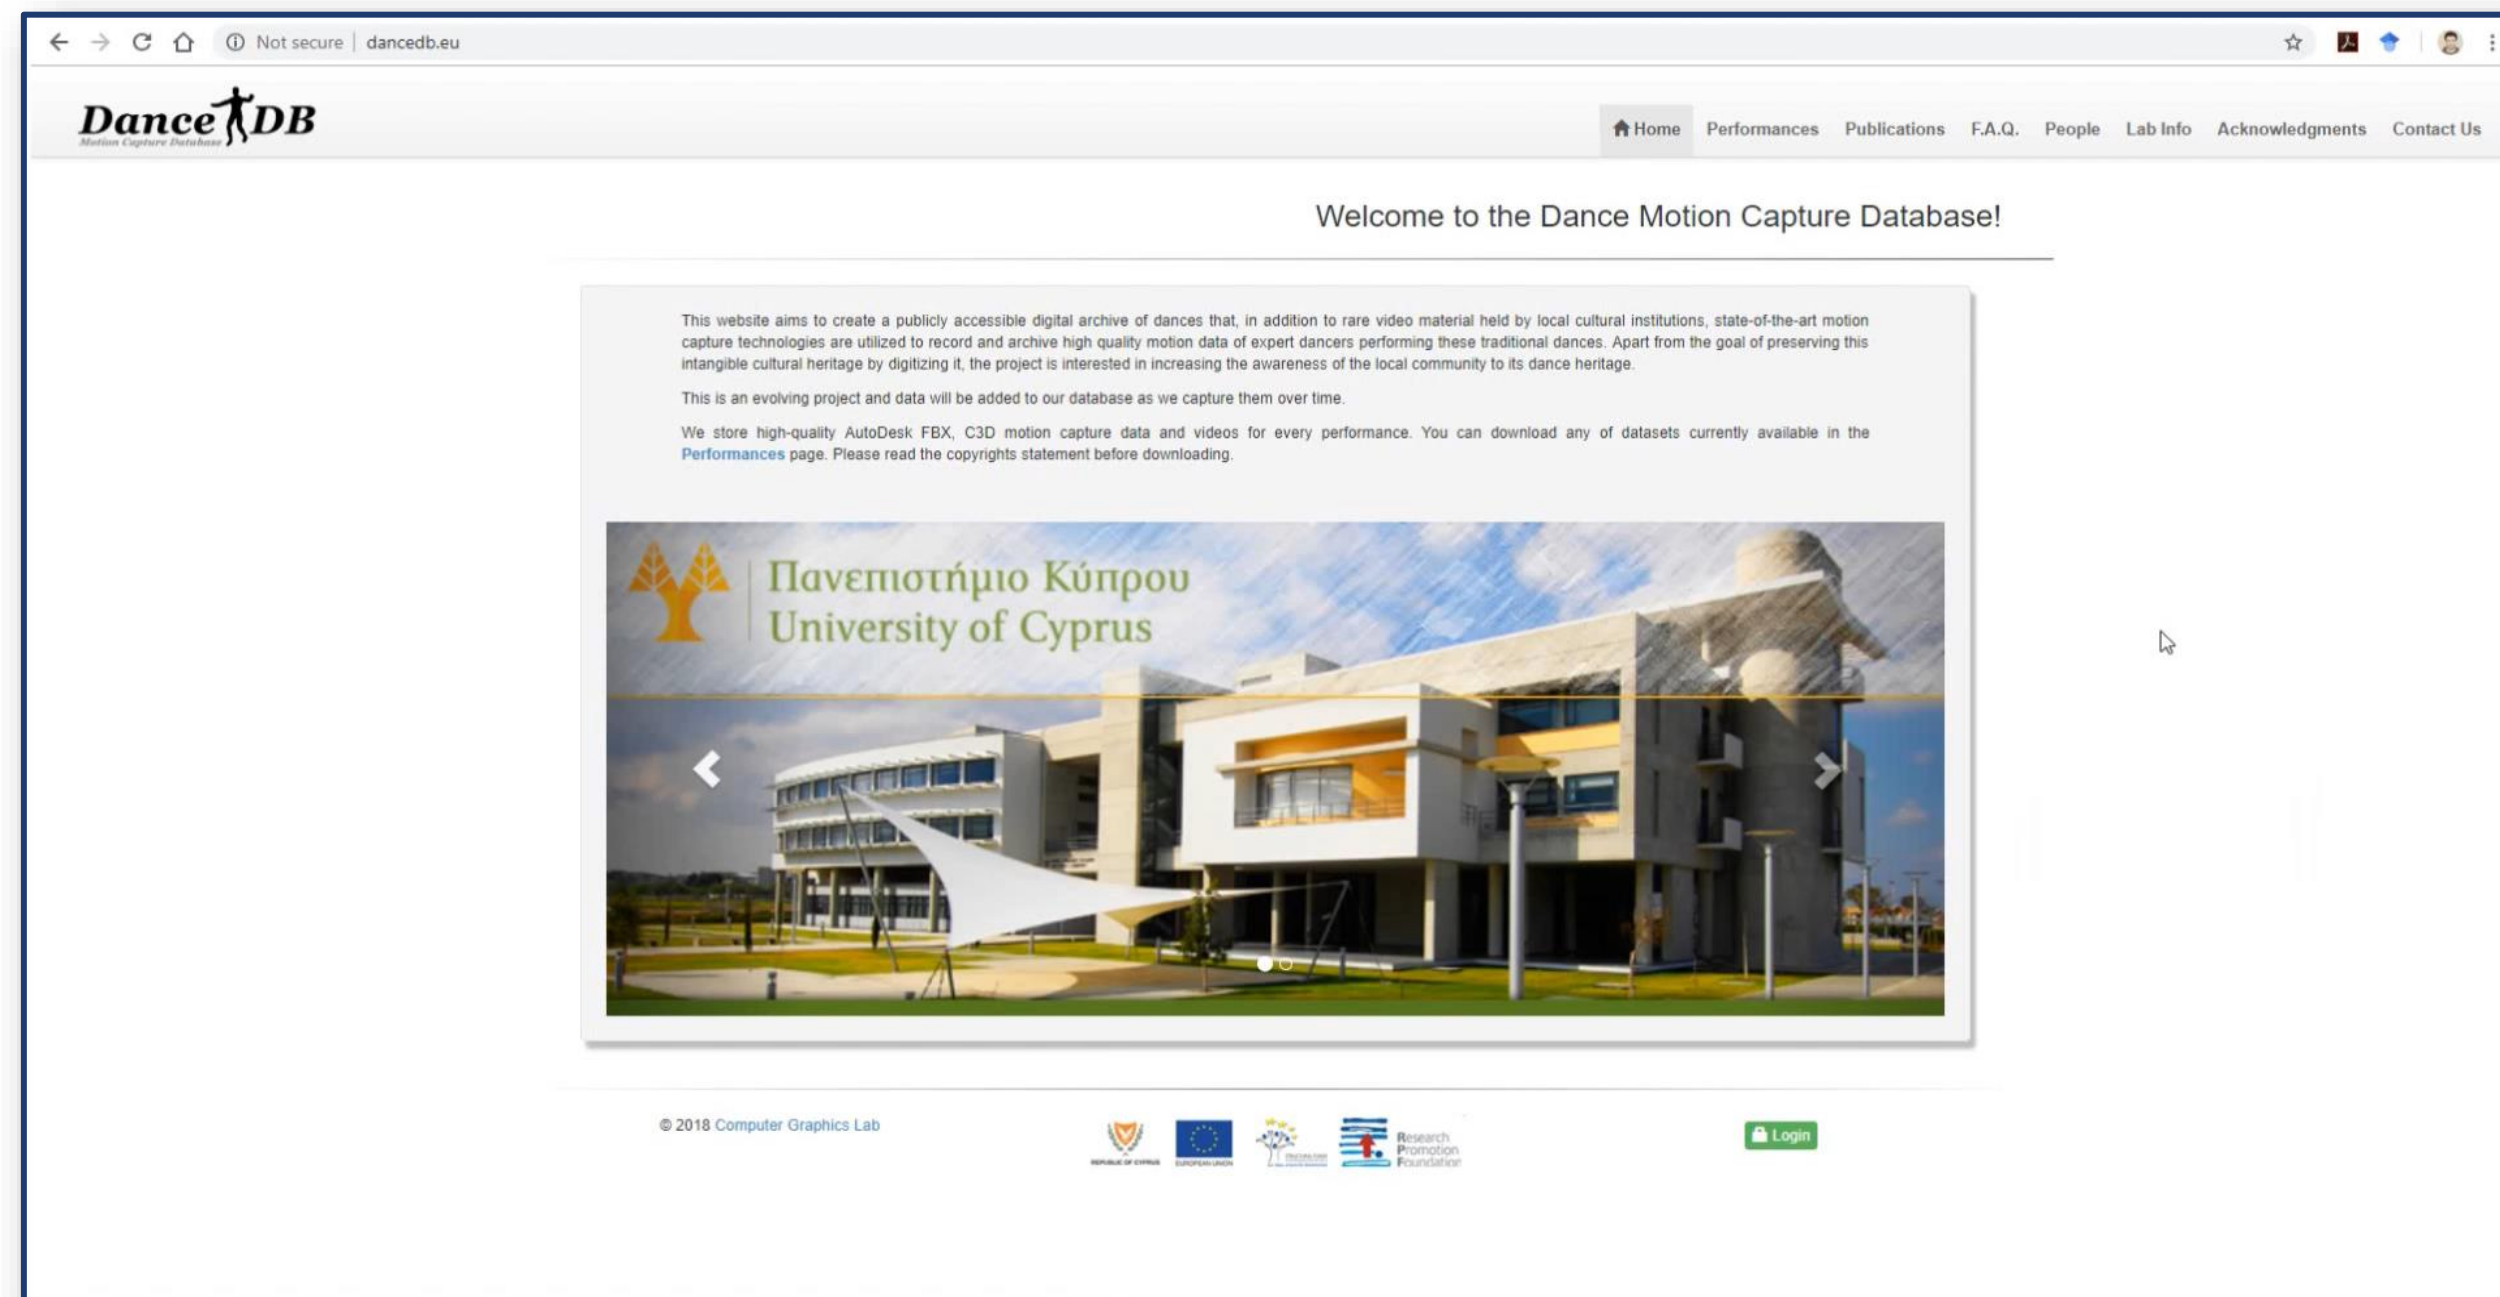 Not secure | dancedb.eu
Dance DB
Motion Capture Database
Home Performances Publications F.A.Q. People Lab Info Acknowledgments Contact Us
Welcome to the Dance Motion Capture Database!
This website aims to create a publicly accessible digital archive of dances that, in addition to rare video material held by local cultural institutions, state-of-the-art motion
capture technologies are utilized to record and archive high quality motion data of expert dancers performing these traditional dances. Apart from the goal of preserving this
intangible cultural heritage by digitizing it, the project is interested in increasing the awareness of the local community to its dance heritage.
This is an evolving project and data will be added to our database as we capture them over time.
We store high-quality AutoDesk FBX, C3D motion capture data and videos for every performance. You can download any of datasets currently available in the
Performances page. Please read the copyrights statement before downloading.
Πανεπιστήμιο Κύπρου
University of Cyprus
© 2018 Computer Graphics Lab
REPUBLIC OF CYPRUS
EUROPEAN UNION
Research
Promotion
Foundation
Login